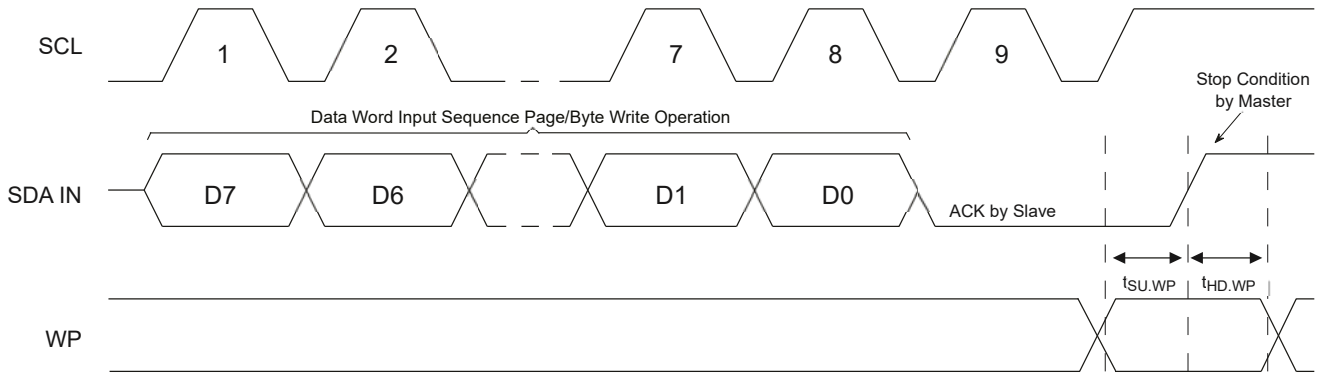 SCL
1
2
7
8
9
Stop Condition
by Master
Data Word Input Sequence Page/Byte Write Operation
SDA IN
D7
D6
D1
D0
ACK by Slave
tSU.WP
tHD.WP
WP